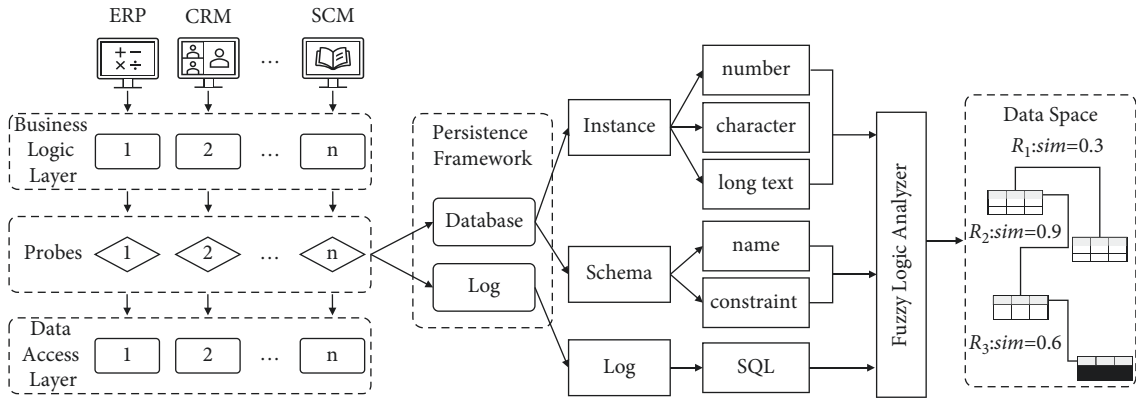 ERP
CRM
SCM
+ −
× ÷
...
Business
Logic
Layer
1
2
...
n
Probes
1
2
...
n
Data
Access
Layer
1
2
...
n
Persistence
Framework
Database
Log
Instance
Schema
Log
number
character
long text
name
constraint
SQL
Fuzzy Logic Analyzer
Data Space
R1:sim=0.3
R2:sim=0.9
R3:sim=0.6